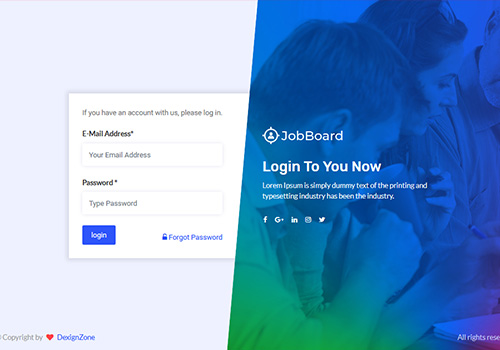 If you have an account with us, please log in.
E-Mail Address*
Your Email Address
Password *
Type Password
login
Forgot Password
JobBoard
Login To You Now
Lorem Ipsum is simply dummy text of the printing and
typesetting industry has been the industry.
f G+ in
Copyright by DexignZone
All rights rese